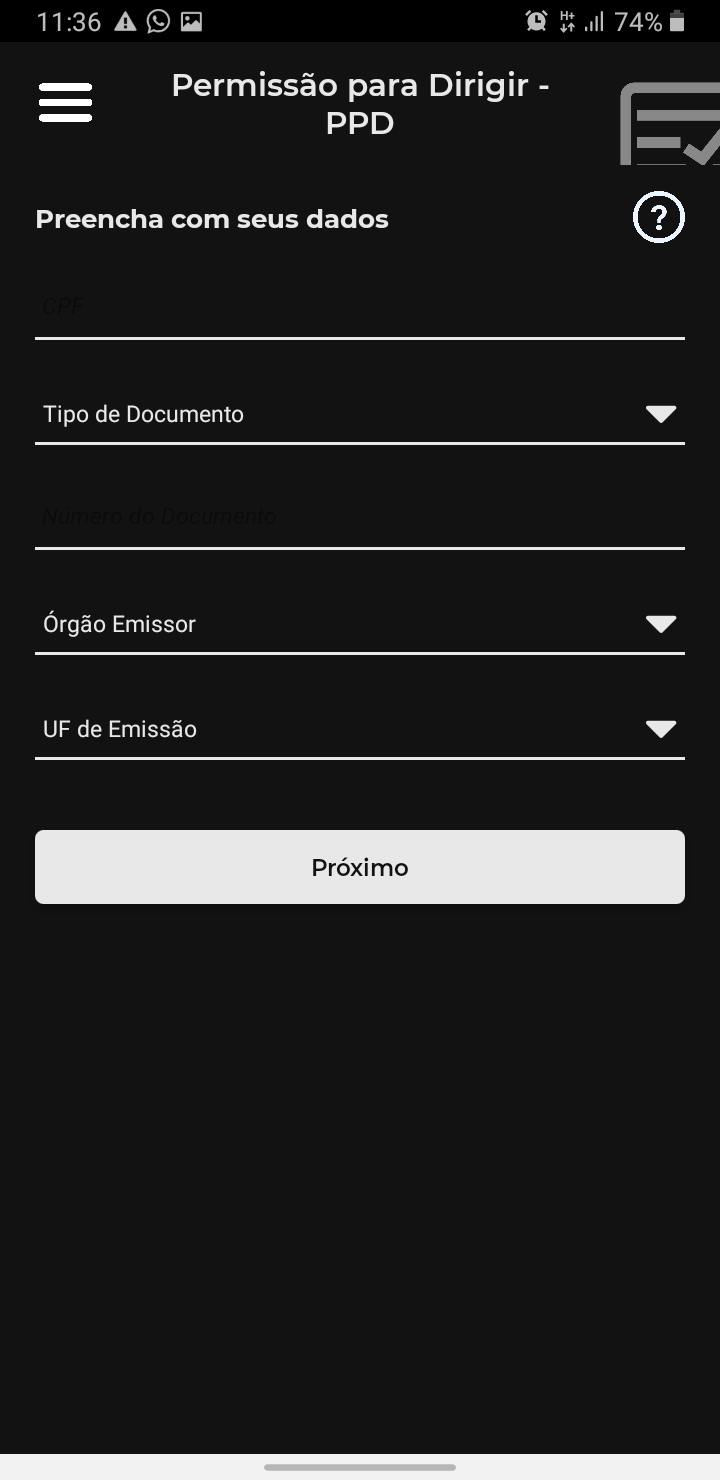 11:36
H+
74%
Permissão para Dirigir -
PPD
Preencha com seus dados
?
CPF
Tipo de Documento
Número do Documento
Órgão Emissor
UF de Emissão
Próximo